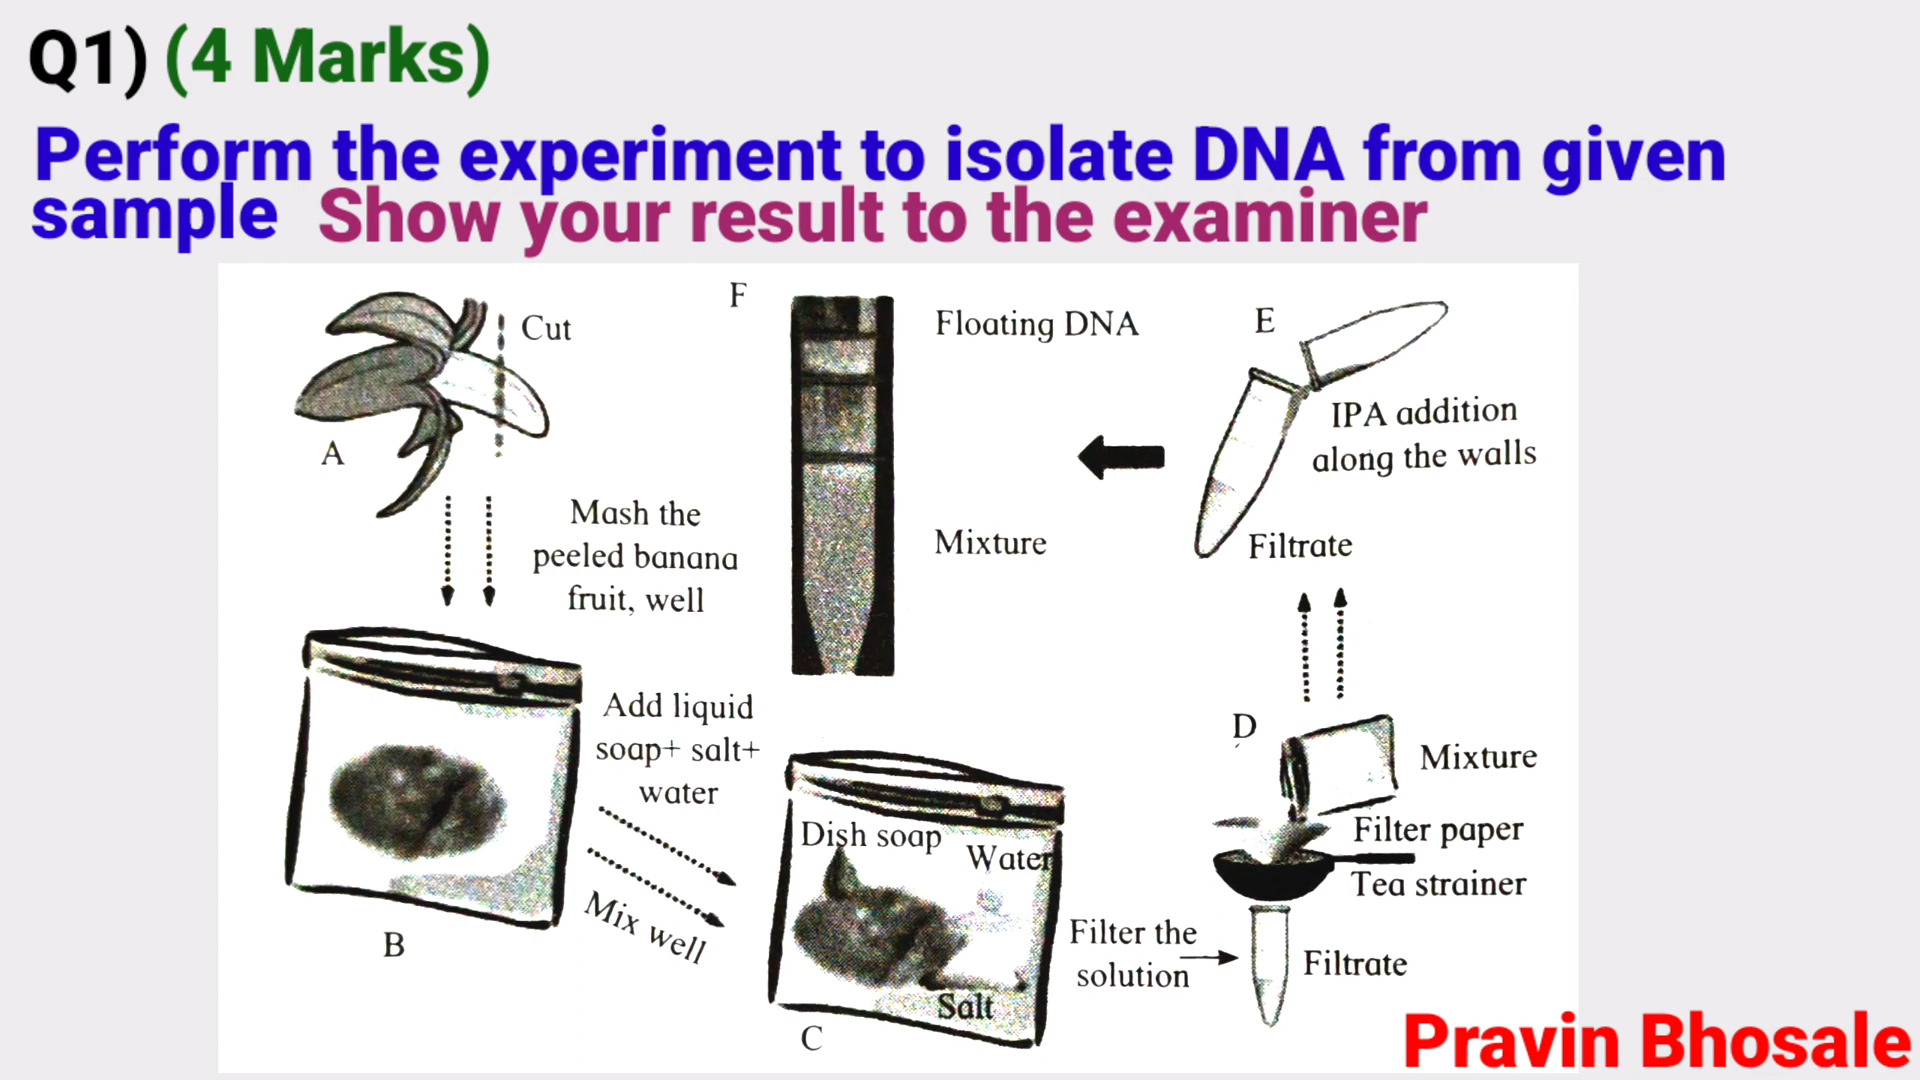 Q1) (4 Marks)
Perform the experiment to isolate DNA from given
sample Show your result to the examiner
A
Cut
Mash the
peeled banana
fruit, well
B
Add liquid
soap+ salt+
water
Mix well
C
Dish soap
Water
Salt
Filter the
solution
D
Mixture
Filter paper
Tea strainer
Filtrate
E
IPA addition
along the walls
Filtrate
F
Floating DNA
Mixture
Pravin Bhosale